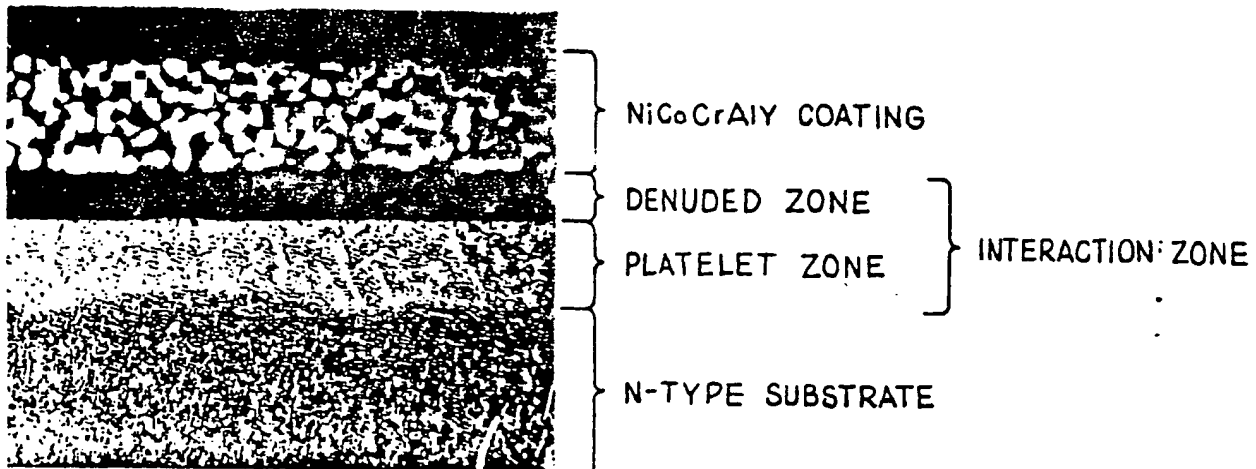 NiCoCrAlY COATING
DENUDED ZONE
PLATELET ZONE
INTERACTION ZONE
N-TYPE SUBSTRATE